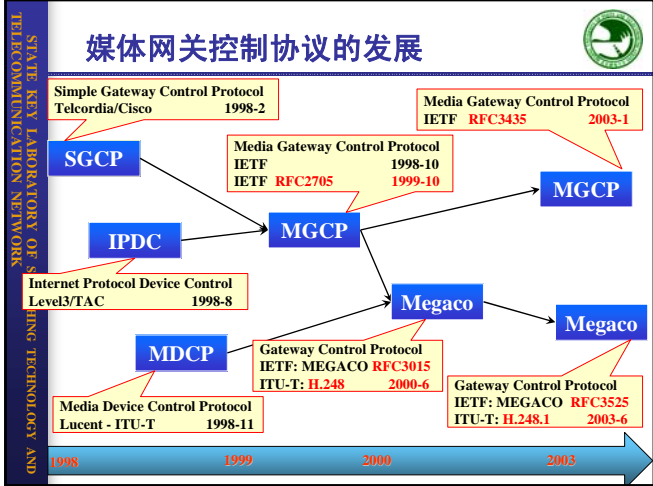 媒体网关控制协议的发展
STATE KEY LABORATORY OF S HING TECHNOLOGY AND
TELECOMMUNICATION NETWORK
Simple Gateway Control Protocol
Telcordia/Cisco 1998-2
SGCP
Media Gateway Control Protocol
IETF 1998-10
IETF RFC2705 1999-10
Media Gateway Control Protocol
IETF RFC3435 2003-1
MGCP
IPDC
MGCP
Internet Protocol Device Control
Level3/TAC 1998-8
Megaco
Megaco
MDCP
Gateway Control Protocol
IETF: MEGACO RFC3015
ITU-T: H.248 2000-6
Gateway Control Protocol
IETF: MEGACO RFC3525
ITU-T: H.248.1 2003-6
Media Device Control Protocol
Lucent - ITU-T 1998-11
1998 1999 2000 2003